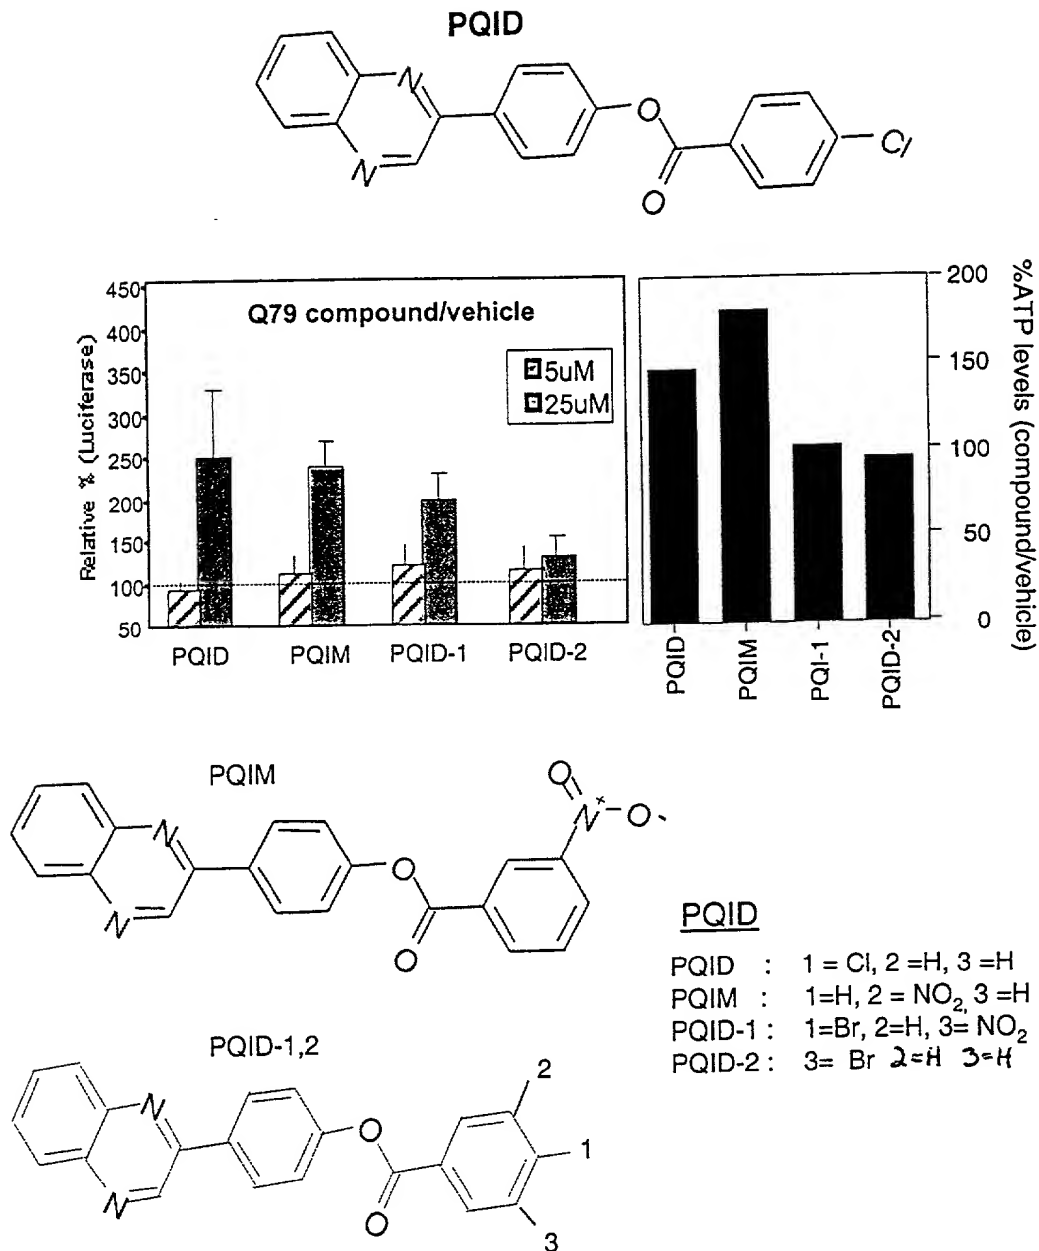 PQID
N
N
O
O
Cl
Q79 compound/vehicle
5uM
25uM
Relative % (Luciferase)
450
400
350
300
250
200
150
100
50
PQID PQIM PQID-1 PQID-2
200
150
100
50
0
%ATP levels (compound/vehicle)
PQID
PQIM
PQI-1
PQID-2
PQIM
N
N
O
O
O
N+
O-
PQID
PQID : 1 = Cl, 2 =H, 3 =H
PQIM : 1=H, 2 = NO2, 3 =H
PQID-1 : 1=Br, 2=H, 3= NO2
PQID-2 : 3= Br 2=H 3=H
PQID-1,2
N
N
O
O
2
1
3